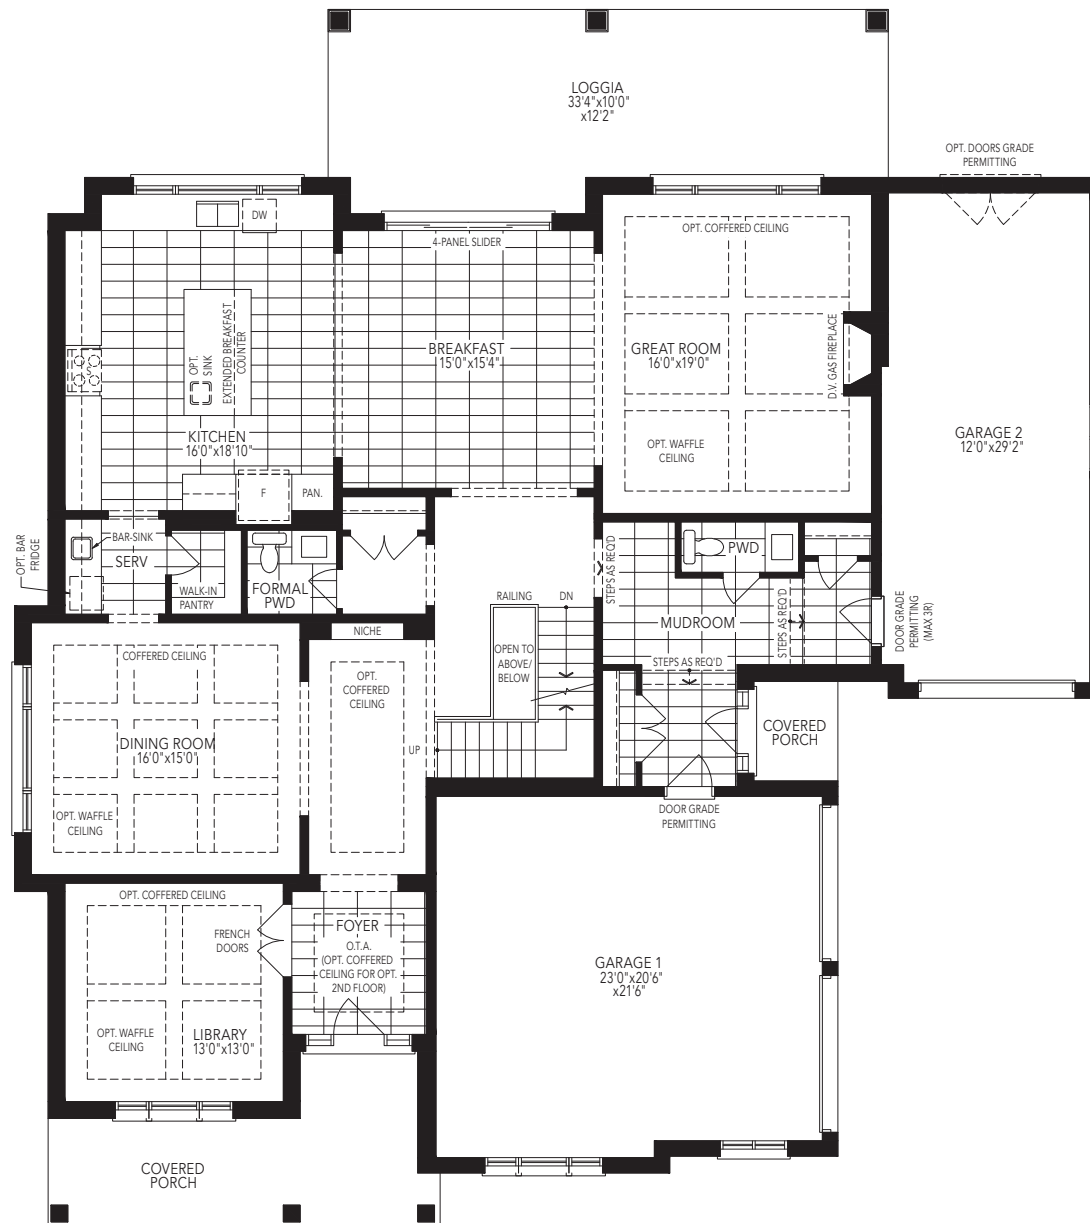 LOGGIA
33'4"x10'0"
x12'2"
OPT. DOORS GRADE
PERMITTING
DW
4-PANEL SLIDER
OPT. COFFERED CEILING
OPT.
SINK
EXTENDED BREAKFAST
COUNTER
S
BREAKFAST
15'0"x15'4"
GREAT ROOM
16'0"x19'0"
D.V. GAS FIREPLACE
GARAGE 2
12'0"x29'2"
KITCHEN
16'0"x18'10"
OPT. WAFFLE
CEILING
F
PAN.
OPT. BAR
FRIDGE
BAR-SINK
SERV
WALK-IN
PANTRY
FORMAL
PWD
STEPS AS REQ'D
PWD
RAILING
DN
MUDROOM
STEPS AS REQ'D
DOOR GRADE
PERMITTING
(MAX 3R)
NICHE
COFFERED CEILING
OPT.
COFFERED
CEILING
OPEN TO
ABOVE/
BELOW
STEPS AS REQ'D
DINING ROOM
16'0"x15'0"
UP
COVERED
PORCH
OPT. WAFFLE
CEILING
DOOR GRADE
PERMITTING
OPT. COFFERED CEILING
FRENCH
DOORS
FOYER
O.T.A.
(OPT. COFFERED
CEILING FOR OPT.
2ND FLOOR)
GARAGE 1
23'0"x20'6"
x21'6"
OPT. WAFFLE
CEILING
LIBRARY
13'0"x13'0"
COVERED
PORCH